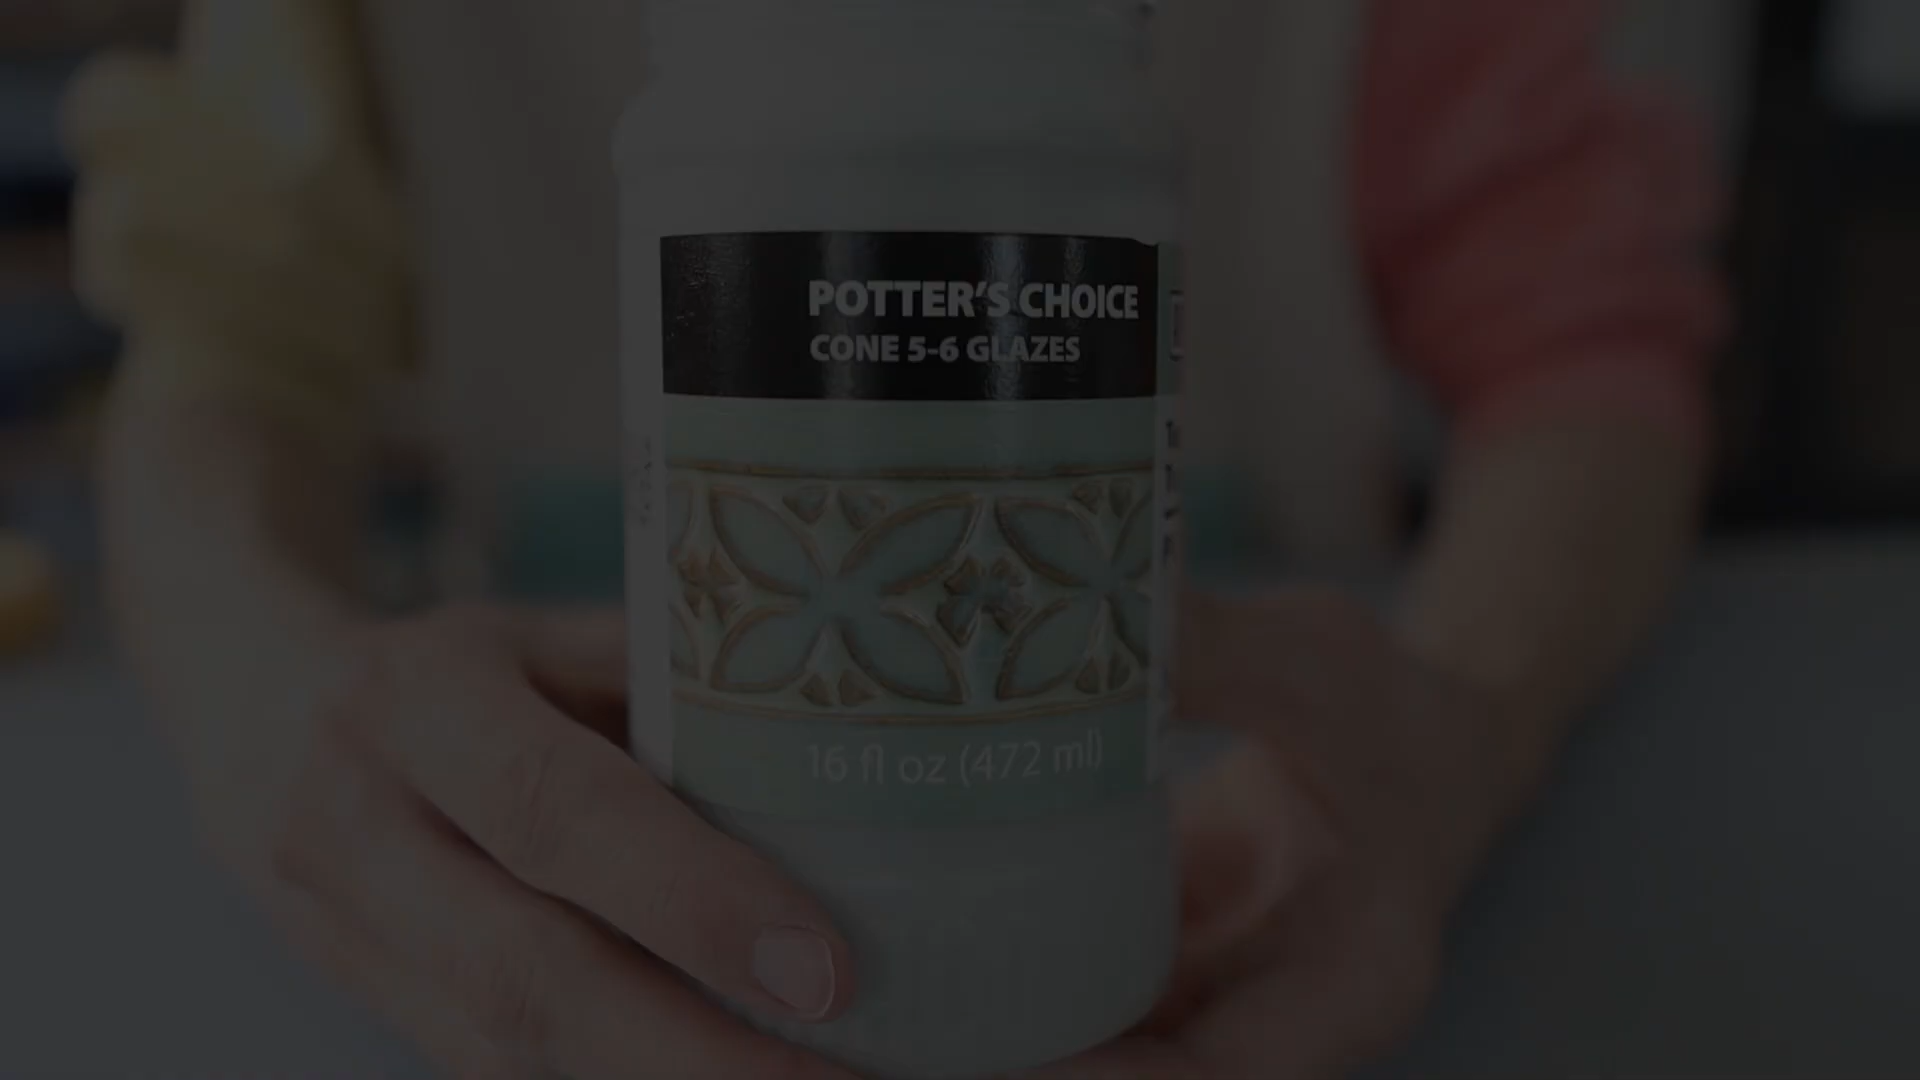 POTTER'S CHOICE
CONE 5-6 GLAZES
16 fl oz (472 ml)